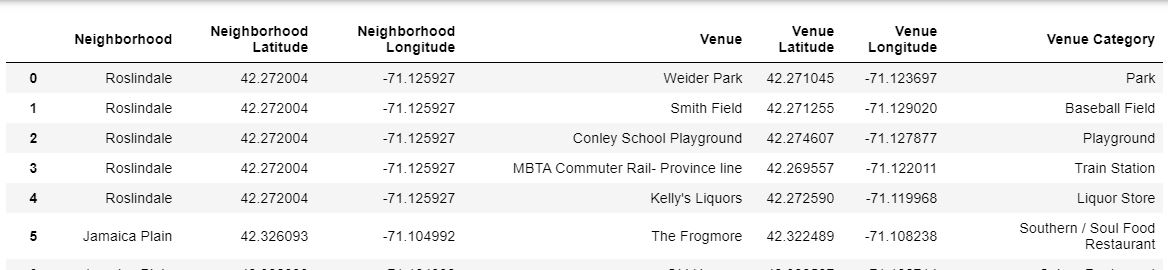 Neighborhood Neighborhood Latitude Neighborhood Longitude Venue Venue Latitude Venue Longitude Venue Category
0 Roslindale 42.272004 -71.125927 Weider Park 42.271045 -71.123697 Park
1 Roslindale 42.272004 -71.125927 Smith Field 42.271255 -71.129020 Baseball Field
2 Roslindale 42.272004 -71.125927 Conley School Playground 42.274607 -71.127877 Playground
3 Roslindale 42.272004 -71.125927 MBTA Commuter Rail- Province line 42.269557 -71.122011 Train Station
4 Roslindale 42.272004 -71.125927 Kelly's Liquors 42.272590 -71.119968 Liquor Store
5 Jamaica Plain 42.326093 -71.104992 The Frogmore 42.322489 -71.108238 Southern / Soul Food
Restaurant